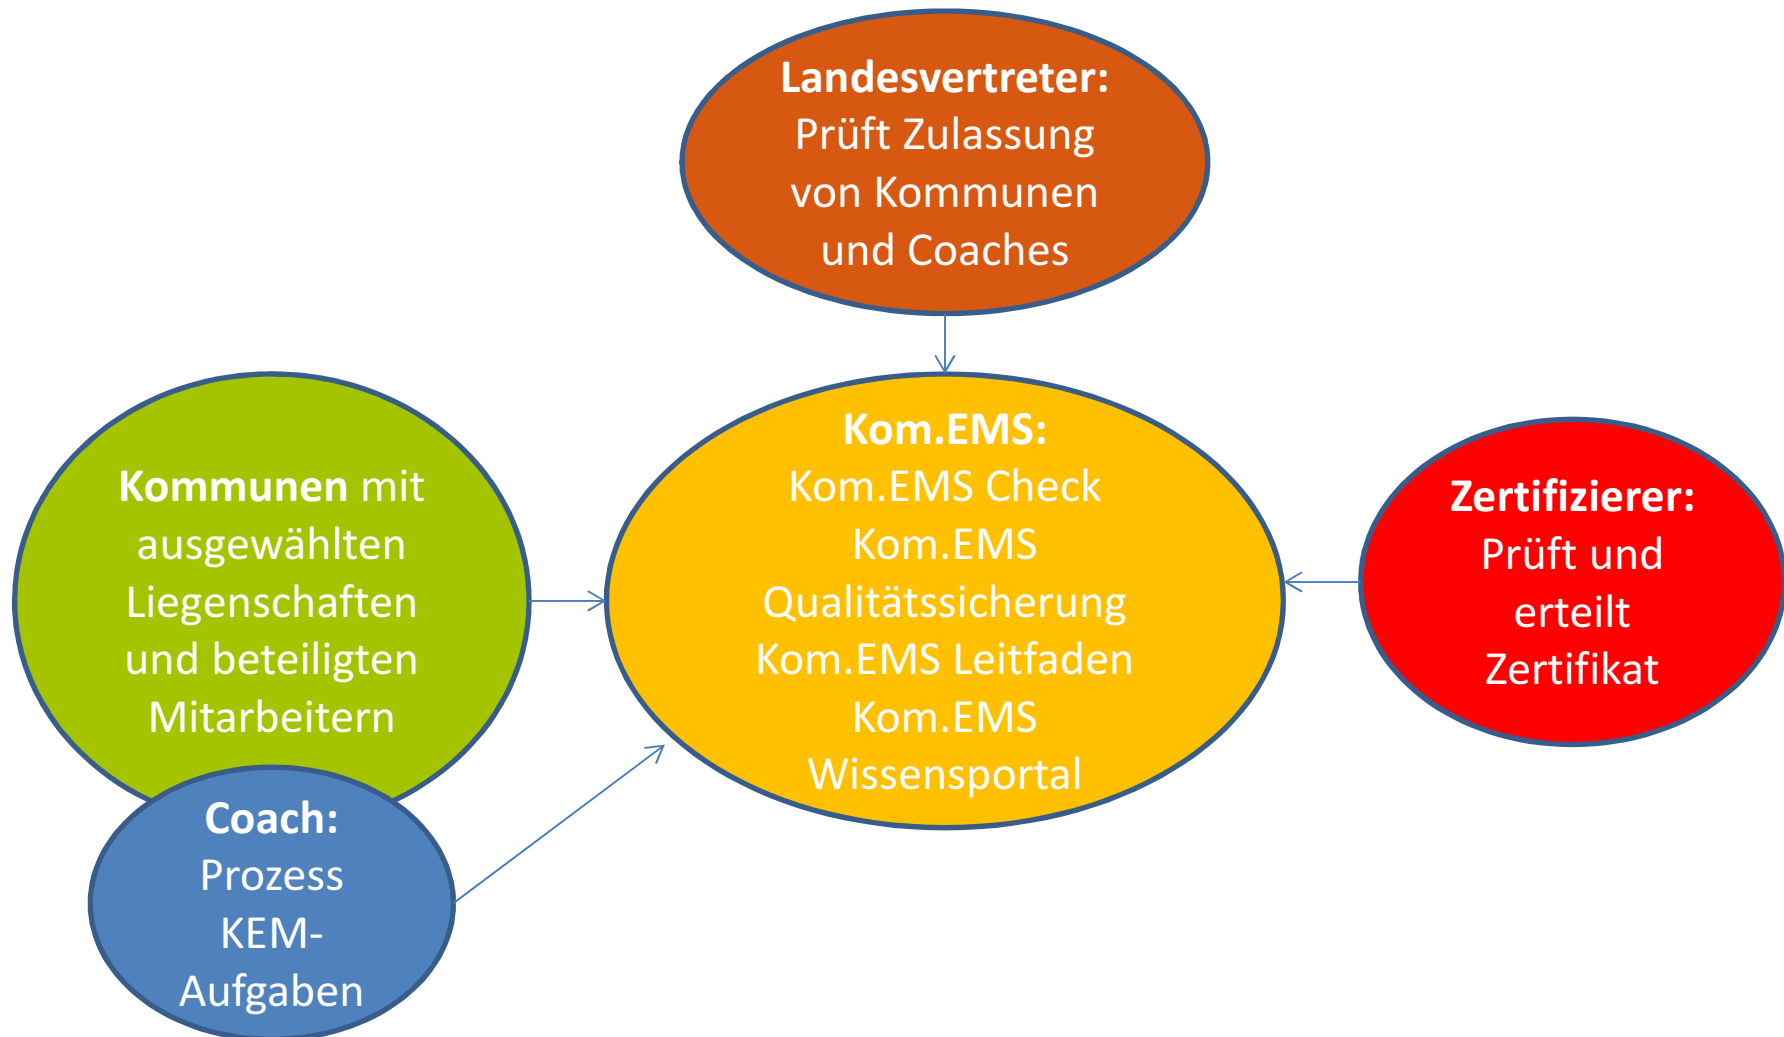 Landesvertreter:
Prüft Zulassung
von Kommunen
und Coaches
Kommunen mit
ausgewählten
Liegenschaften
und beteiligten
Mitarbeitern
Coach:
Prozess
KEM-
Aufgaben
Kom.EMS:
Kom.EMS Check
Kom.EMS
Qualitätssicherung
Kom.EMS Leitfaden
Kom.EMS
Wissensportal
Zertifizierer:
Prüft und
erteilt
Zertifikat